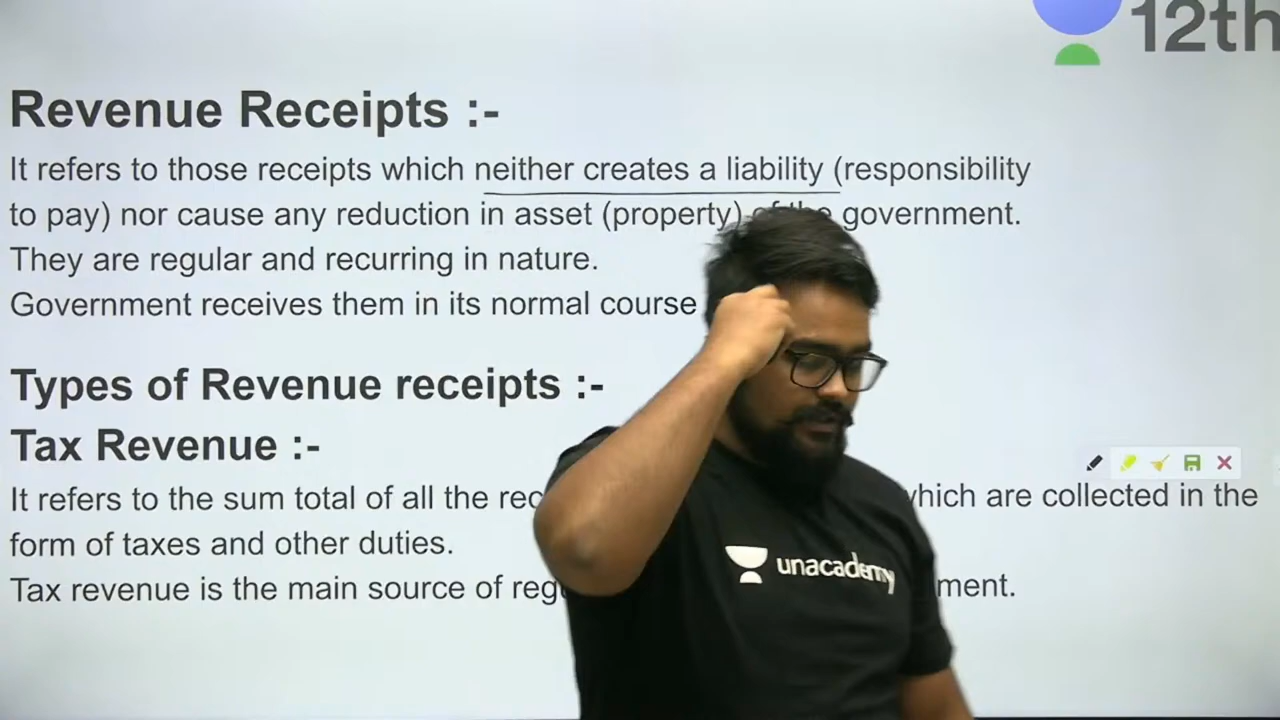 12th
Revenue Receipts :-
It refers to those receipts which neither creates a liability (responsibility
to pay) nor cause any reduction in asset (property) of the government.
They are regular and recurring in nature.
Government receives them in its normal course
Types of Revenue receipts :-
Tax Revenue :-
It refers to the sum total of all the which are collected in the
form of taxes and other duties.
Tax revenue is the main source of
unacademy